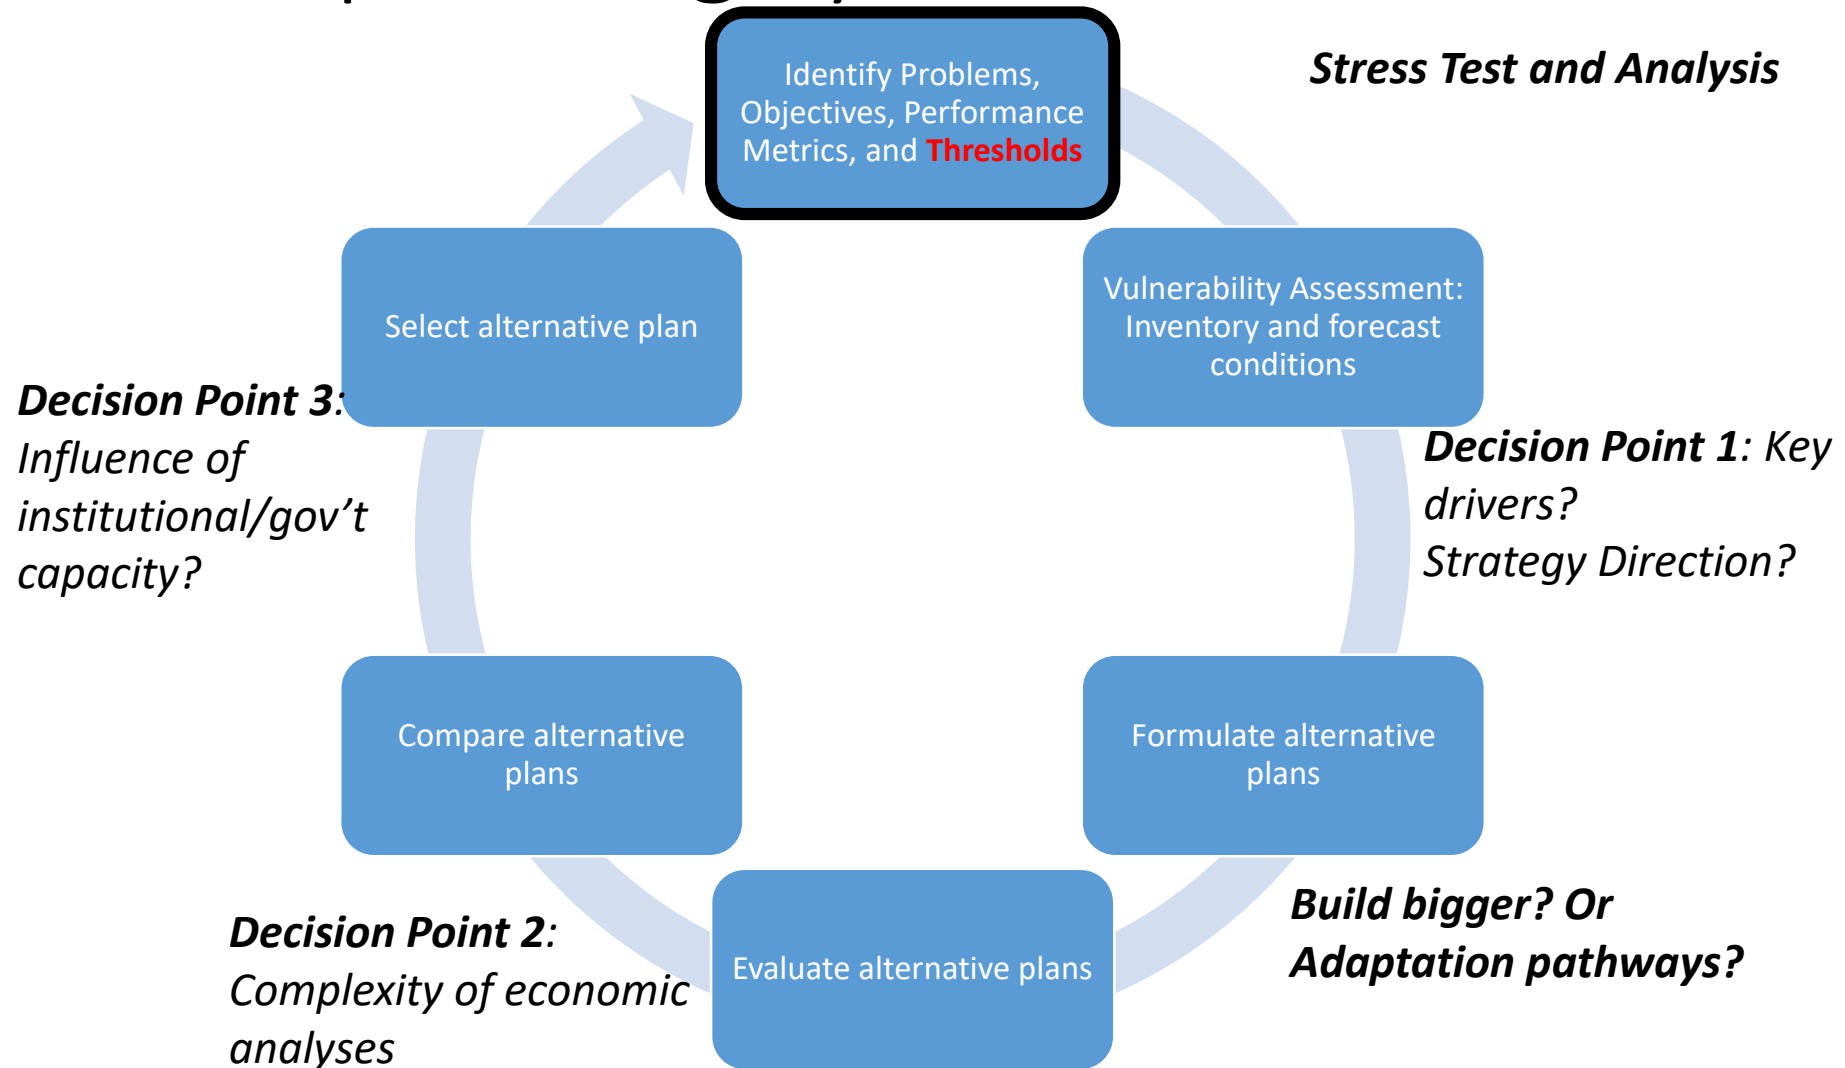 Identify Problems,
Objectives, Performance
Metrics, and Thresholds
Stress Test and Analysis
Vulnerability Assessment:
Inventory and forecast
conditions
Decision Point 1: Key
drivers?
Strategy Direction?
Formulate alternative
plans
Build bigger? Or
Adaptation pathways?
Evaluate alternative plans
Decision Point 2:
Complexity of economic
analyses
Compare alternative
plans
Decision Point 3:
Influence of
institutional/gov’t
capacity?
Select alternative plan